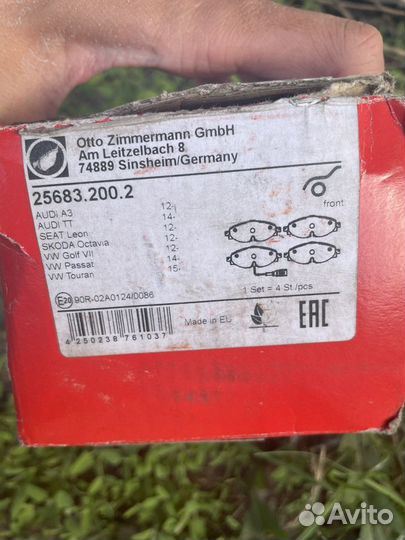 Otto Zimmermann GmbH
Am Leitzelbach 8
74889 Sinsheim/Germany
25683.200.2
front
AUDI A3 12-
AUDI TT 14-
SEAT Leon 12-
SKODA Octavia 12-
VW Golf VII 12-
VW Passat 14-
VW Touran 15-
E20 90R-02A0124I0086
1 Set = 4 St./pcs
Made in EU
EAC
4 250238 761037
Avito